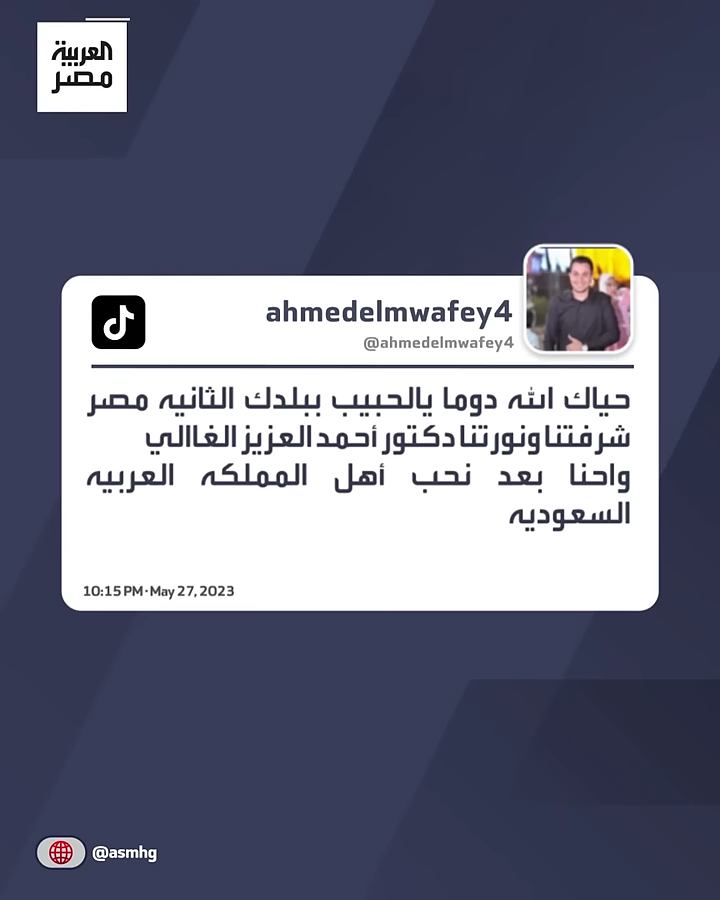 العربية
مصر
ahmedelmwafey4
@ahmedelmwafey4
حياك الله دوما يالحبيب ببلدك الثانيه مصر
شرفتنا ونورتنا دكتور أحمد العزيز الغاالي
واحنا بعد نحب أهل المملكه العربيه
السعوديه
10:15 PM · May 27, 2023
@asmhg